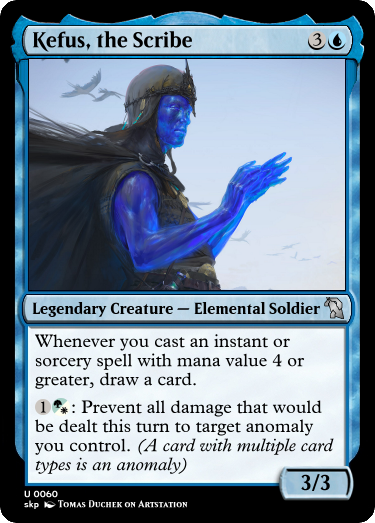 Kefus, the Scribe 3
Legendary Creature — Elemental Soldier
Whenever you cast an instant or
sorcery spell with mana value 4 or
greater, draw a card.
1 : Prevent all damage that would
be dealt this turn to target anomaly
you control. (A card with multiple card
types is an anomaly)
3/3
U 0060
skp TOMAS DUCHEK ON ARTSTATION